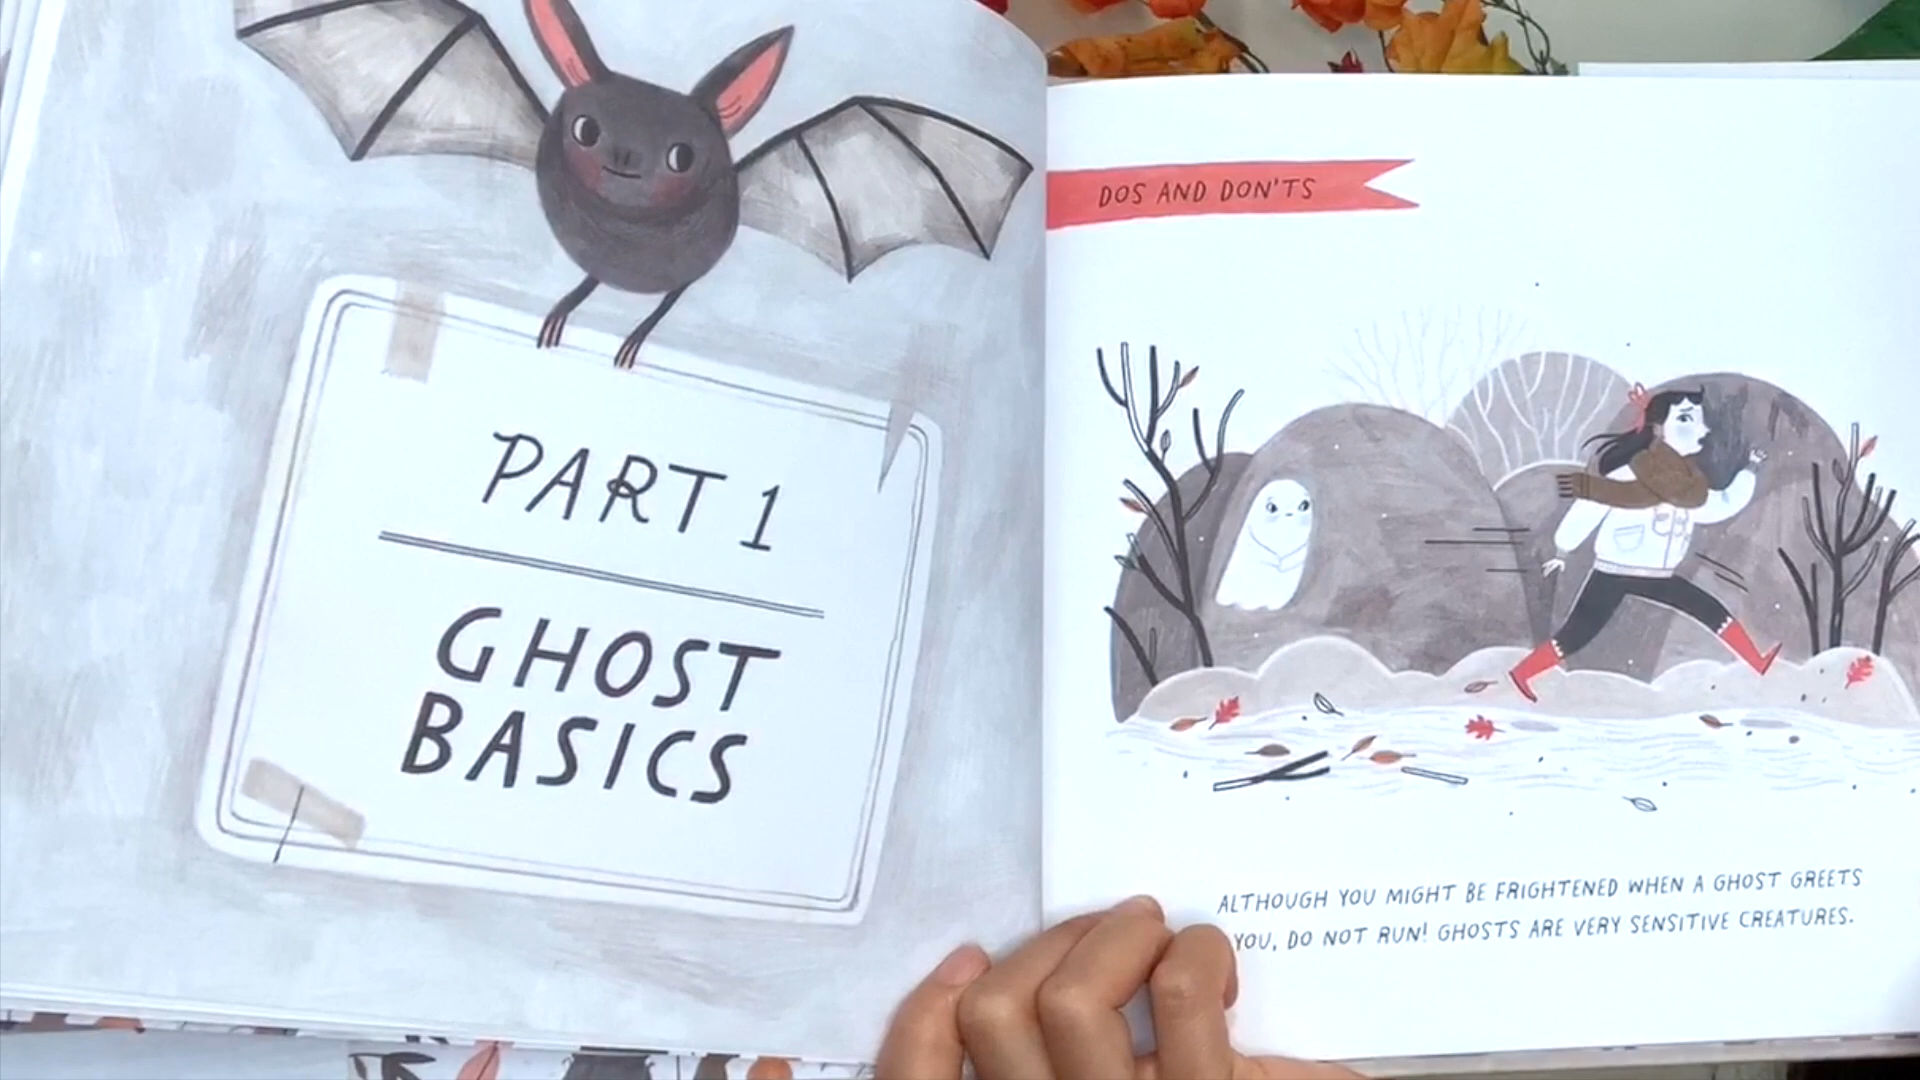 PART 1
GHOST
BASICS
DOS AND DON'TS
ALTHOUGH YOU MIGHT BE FRIGHTENED WHEN A GHOST GREETS
YOU, DO NOT RUN! GHOSTS ARE VERY SENSITIVE CREATURES.